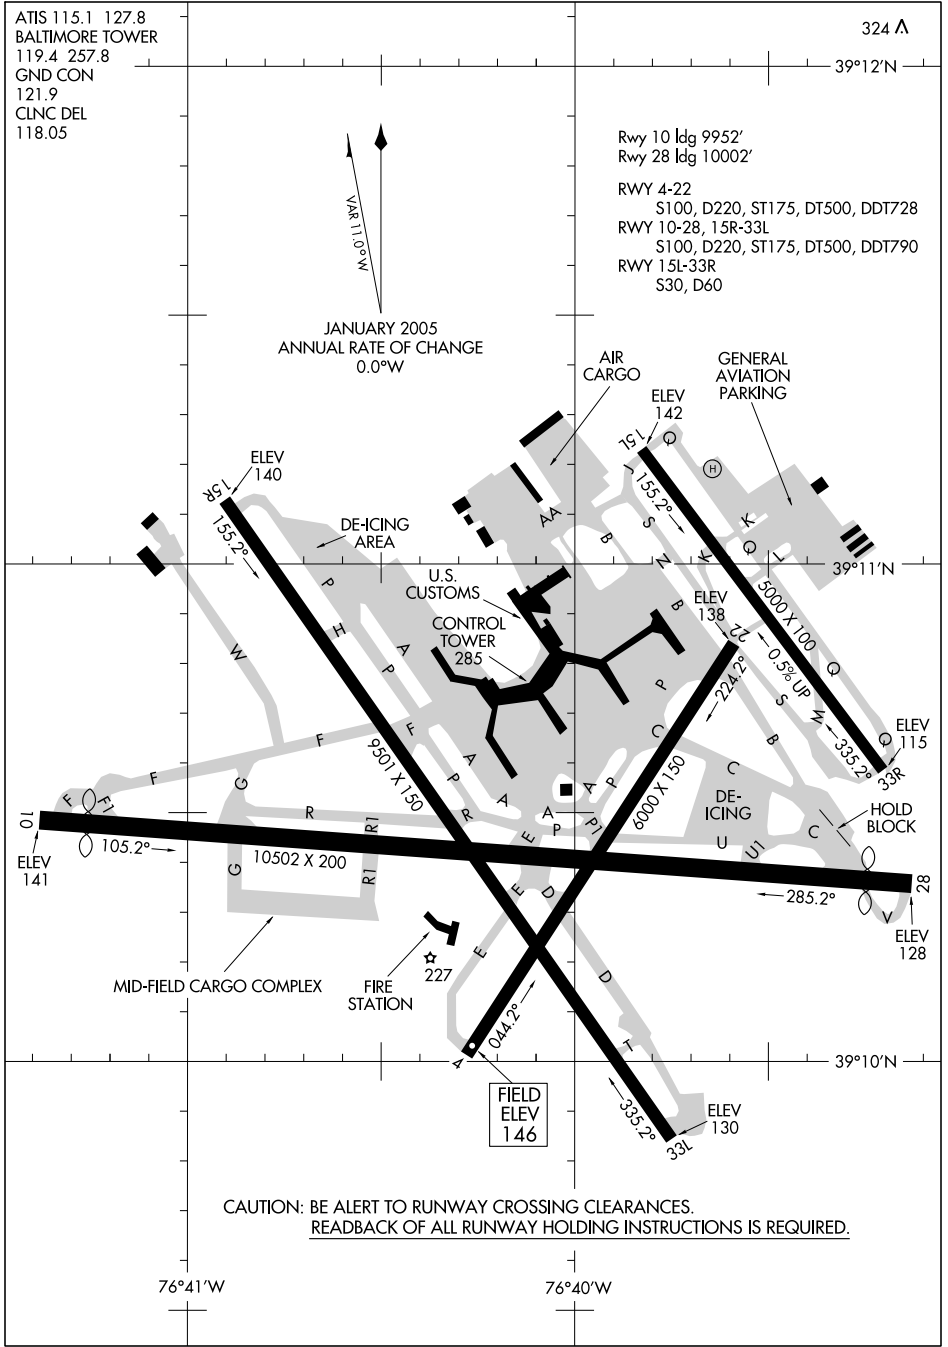 ATIS 115.1 127.8
BALTIMORE TOWER
119.4 257.8
GND CON
121.9
CLNC DEL
118.05
324
39°12'N
Rwy 10 ldg 9952'
Rwy 28 ldg 10002'
RWY 4-22
S100, D220, ST175, DT500, DDT728
RWY 10-28, 15R-33L
S100, D220, ST175, DT500, DDT790
RWY 15L-33R
S30, D60
VAR 11.0°W
JANUARY 2005
ANNUAL RATE OF CHANGE
0.0°W
AIR
CARGO
GENERAL
AVIATION
PARKING
ELEV
142
15L
Q
H
J
155.2°
ELEV
140
15R
155.2°
DE-ICING
AREA
AA
B
S
N
K
K
Q
L
39°11'N
U.S.
CUSTOMS
CONTROL
TOWER
285
ELEV
138
22
B
5000 X 100
0.5% UP
P
H
P
A
W
224.2°
P
C
B
S
M
Q
Q
335.2°
ELEV
115
33R
F
F
F
F
F1
G
G
A
P
R
A
A
P
A
P
P1
C
DE-
ICING
U
U1
C
HOLD
BLOCK
9501 X 150
6000 X 150
R
R1
R1
10
ELEV
141
105.2°
10502 X 200
285.2°
28
V
ELEV
128
E
E
E
D
D
T
MID-FIELD CARGO COMPLEX
FIRE
STATION
227
044.2°
4
FIELD
ELEV
146
39°10'N
335.2°
33L
ELEV
130
CAUTION: BE ALERT TO RUNWAY CROSSING CLEARANCES.
READBACK OF ALL RUNWAY HOLDING INSTRUCTIONS IS REQUIRED.
76°41'W
76°40'W